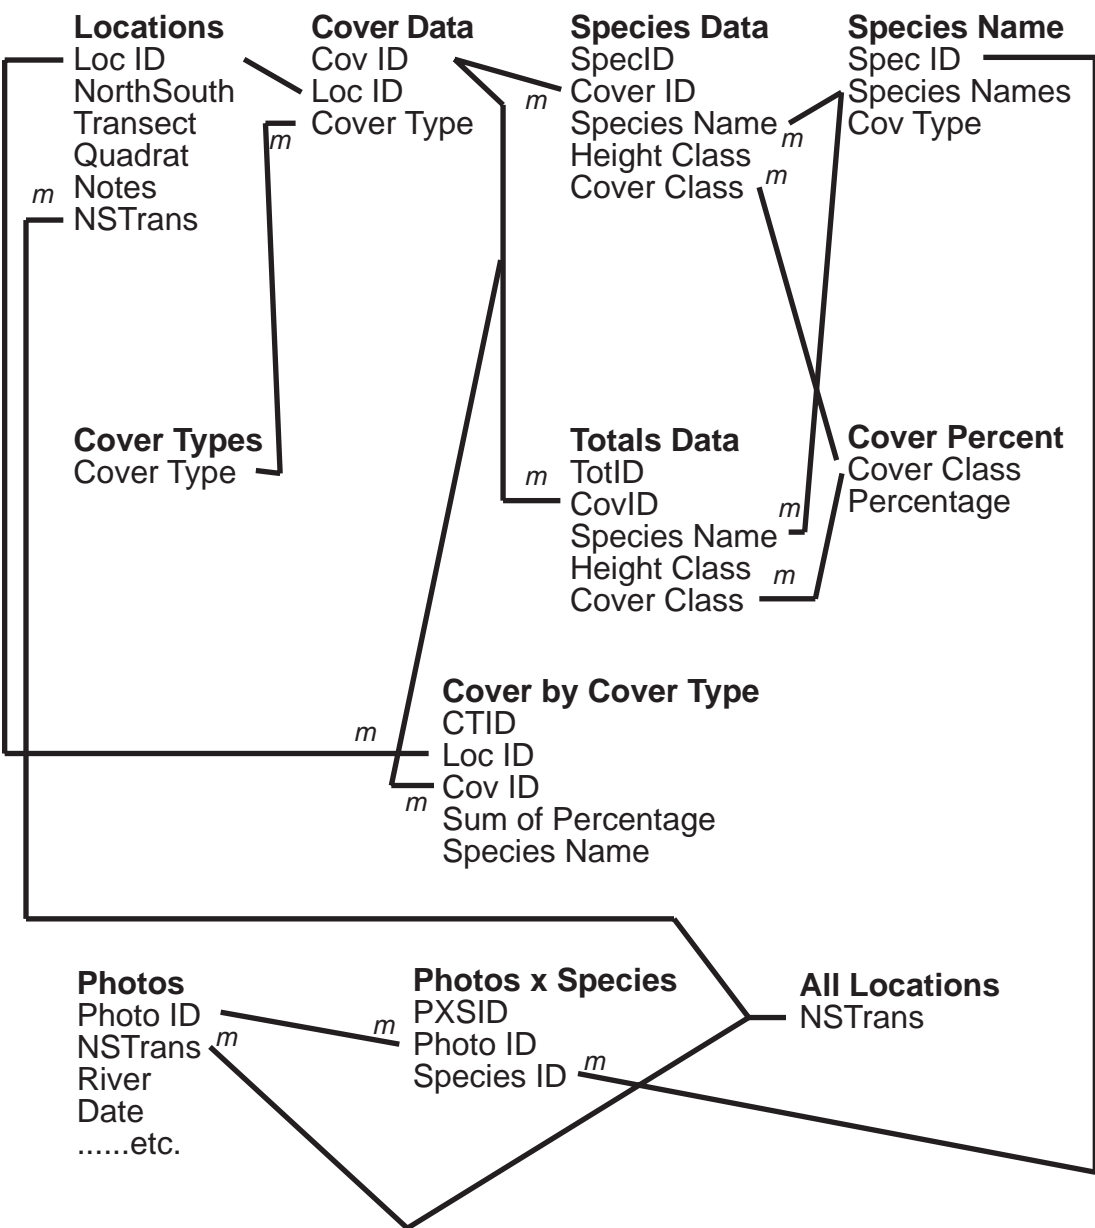 Locations
Loc ID
NorthSouth
Transect
Quadrat
m Notes
NSTrans
Cover Data
Cov ID
Loc ID
m Cover Type
Species Data
SpecID
m Cover ID
Species Name m
Height Class
Cover Class m
Species Name
Spec ID
Species Names
Cov Type
Cover Types
Cover Type
Totals Data
m TotID
CovID
Species Name m
Height Class m
Cover Class
Cover Percent
Cover Class
Percentage
Cover by Cover Type
CTID
m Loc ID
m Cov ID
Sum of Percentage
Species Name
Photos
Photo ID
NSTrans m
River
Date
......etc.
Photos x Species
PXSID
m Photo ID
Species ID m
All Locations
NSTrans